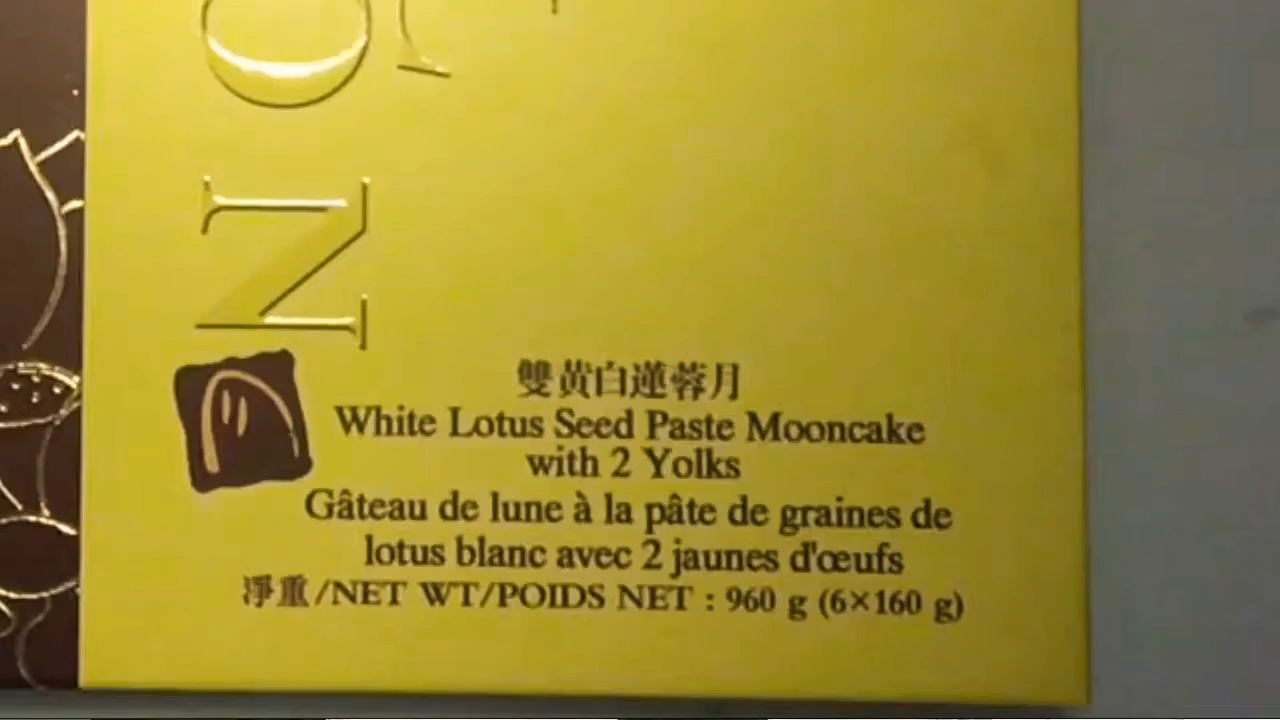 雙黃白蓮蓉月
White Lotus Seed Paste Mooncake
with 2 Yolks
Gâteau de lune à la pâte de graines de
lotus blanc avec 2 jaunes d'œufs
淨重/NET WT/POIDS NET : 960 g (6×160 g)